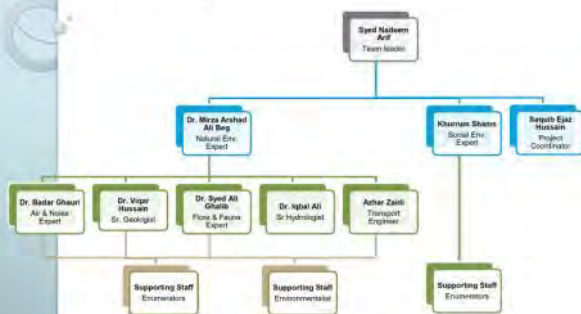 Syed Nadeem
Arif
Team leader
Dr. Mirza Arshad
Ali Beg
Natural Env.
Expert
Khurrum Shams
Social Env.
Expert
Saquib Ejaz
Hussain
Project
Coordinator
Dr. Badar Ghauri
Air & Noise
Expert
Dr. Viqar
Hussain
Sr. Geologist
Dr. Syed Ali
Ghalib
Flora & Fauna
Expert
Dr. Iqbal Ali
Sr Hydrologist
Azhar Zaidi
Transport
Engineer
Supporting Staff
Enumerators
Supporting Staff
Environmentalist
Supporting Staff
Enumerators